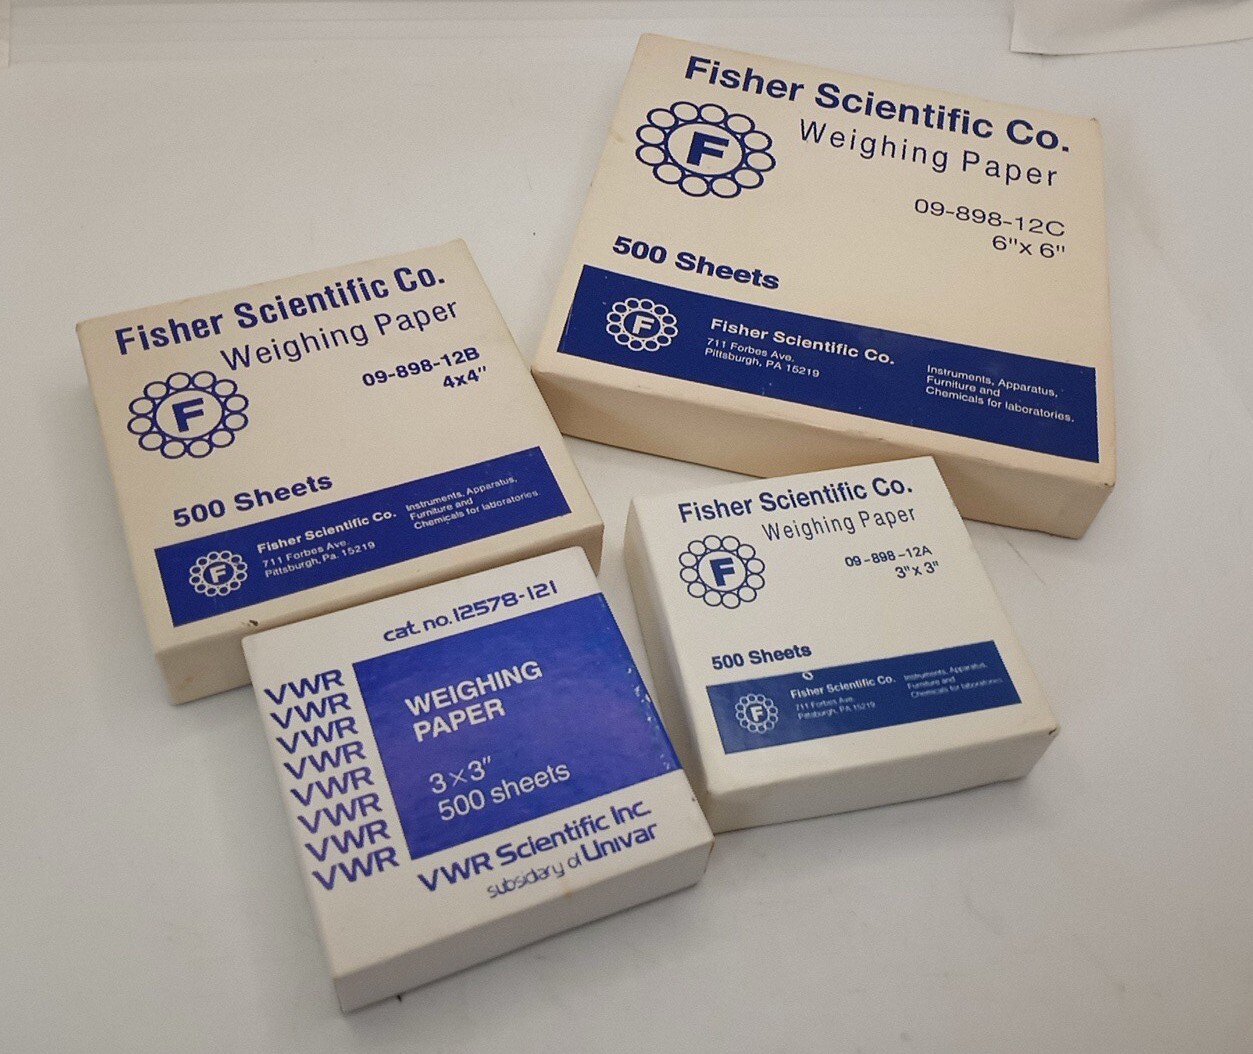 Fisher Scientific Co.
Weighing Paper
F
09-898-12C
6"x 6"
500 Sheets
F
Fisher Scientific Co.
711 Forbes Ave.
Pittsburgh, PA 15219
Instruments, Apparatus,
Furniture and
Chemicals for laboratories.
Fisher Scientific Co.
Weighing Paper
09-898-12B
4x4"
F
500 Sheets
F
Fisher Scientific Co.
711 Forbes Ave.
Pittsburgh, Pa. 15219
Instruments, Apparatus,
Furniture and
Chemicals for laboratories
Fisher Scientific Co.
Weighing Paper
F
09-898-12A
3"x 3"
500 Sheets
F
Fisher Scientific Co.
711 Forbes Ave.
Pittsburgh, PA 15219
Instruments, Apparatus,
Furniture and
Chemicals for laboratories
cat. no. 12578-121
VWR
VWR
VWR
VWR
VWR
VWR
VWR
VWR
WEIGHING
PAPER
3×3"
500 sheets
VWR Scientific Inc.
subsidiary of Univar